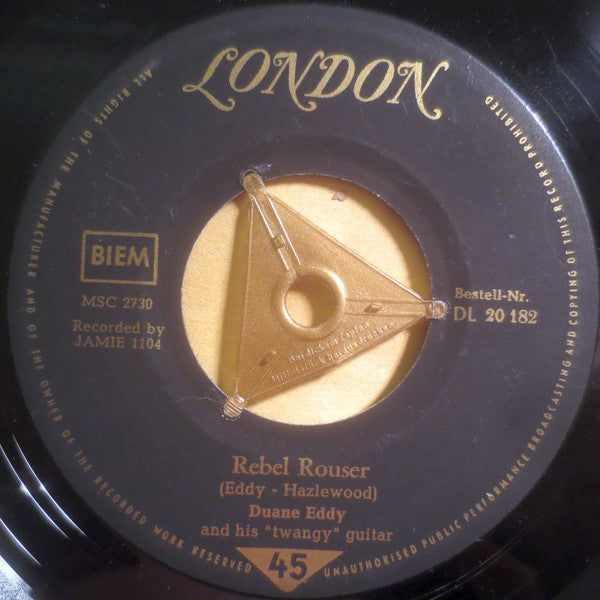 LONDON
ALL RIGHTS OF THE MANUFACTURER AND OF THE OWNER OF THE RECORDED WORK RESERVED
UNAUTHORISED PUBLIC PERFORMANCE BROADCASTING AND COPYING OF THIS RECORD PROHIBITED
BIEM
MSC 2730
Recorded by
JAMIE 1104
Bestell-Nr.
DL 20 182
Rebel Rouser
(Eddy - Hazlewood)
Duane Eddy
and his "twangy" guitar
45